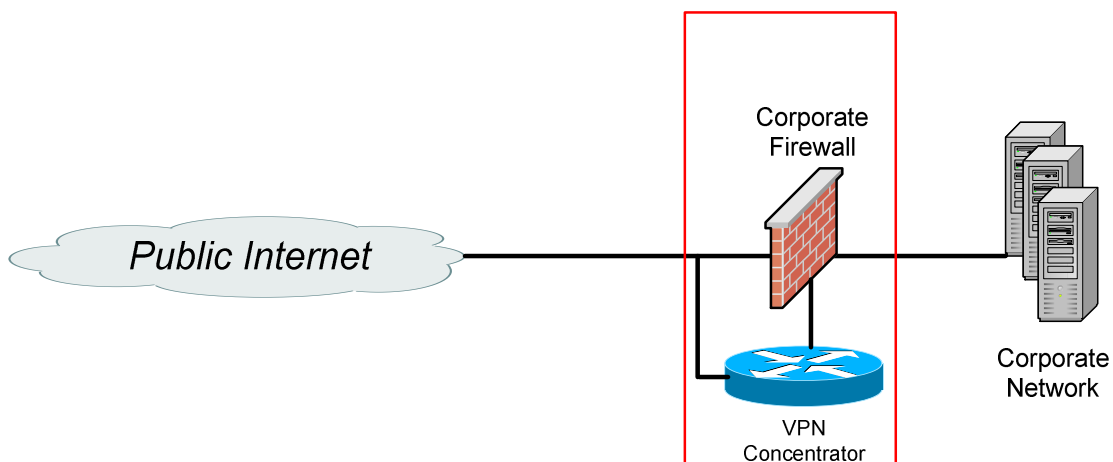 Corporate
Firewall
Public Internet
Corporate
Network
VPN
Concentrator